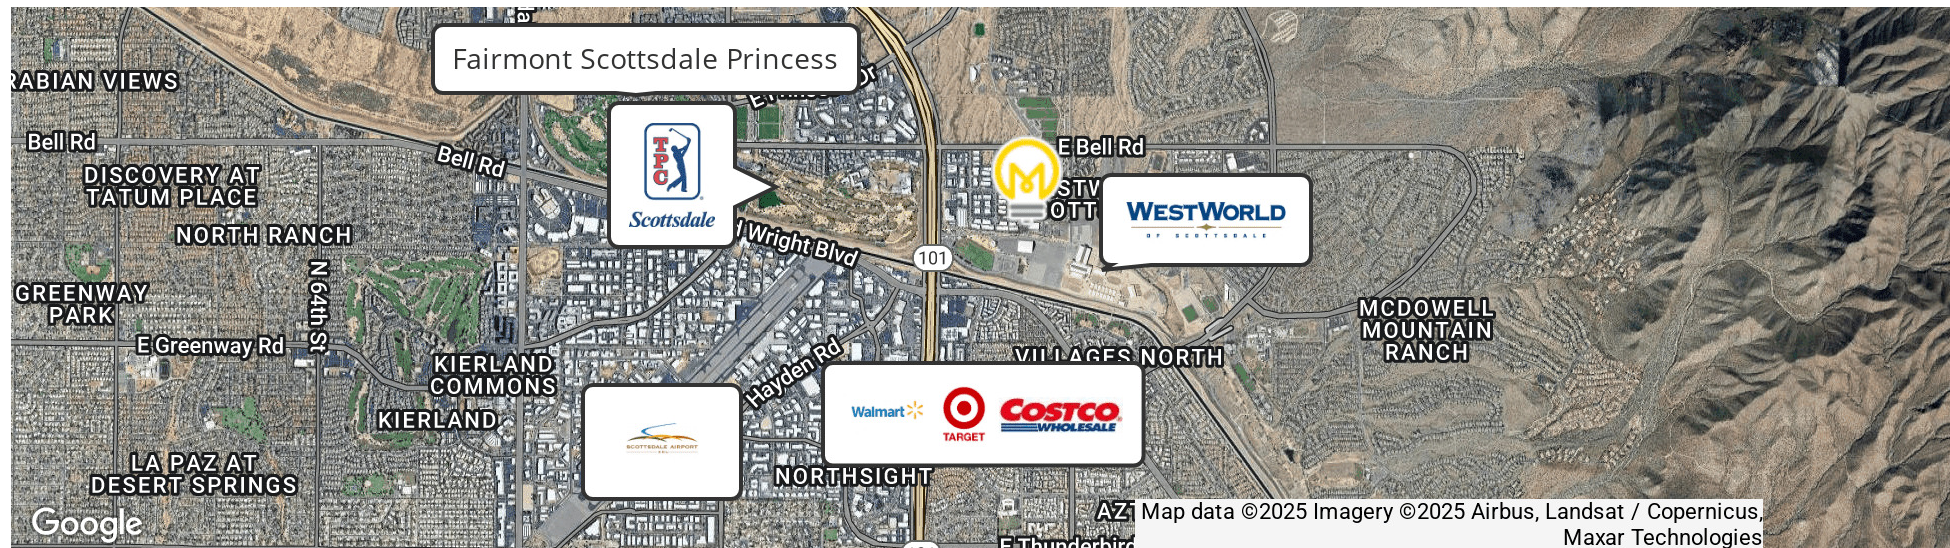 Fairmont Scottsdale Princess
RABIAN VIEWS
Bell Rd
Bell Rd
E Bell Rd
DISCOVERY AT
TATUM PLACE
NORTH RANCH
TPC
Scottsdale
WESTWORLD
OF SCOTTSDALE
Wright Blvd
101
GREENWAY
PARK
N 64th St
E Greenway Rd
KIERLAND
COMMONS
KIERLAND
Hayden Rd
VILLAGES NORTH
MCDOWELL
MOUNTAIN
RANCH
SCOTTSDALE AIRPORT
Walmart
TARGET
COSTCO
WHOLESALE
LA PAZ AT
DESERT SPRINGS
NORTHSIGHT
E Thunderbird
Google
Map data ©2025 Imagery ©2025 Airbus, Landsat / Copernicus,
Maxar Technologies